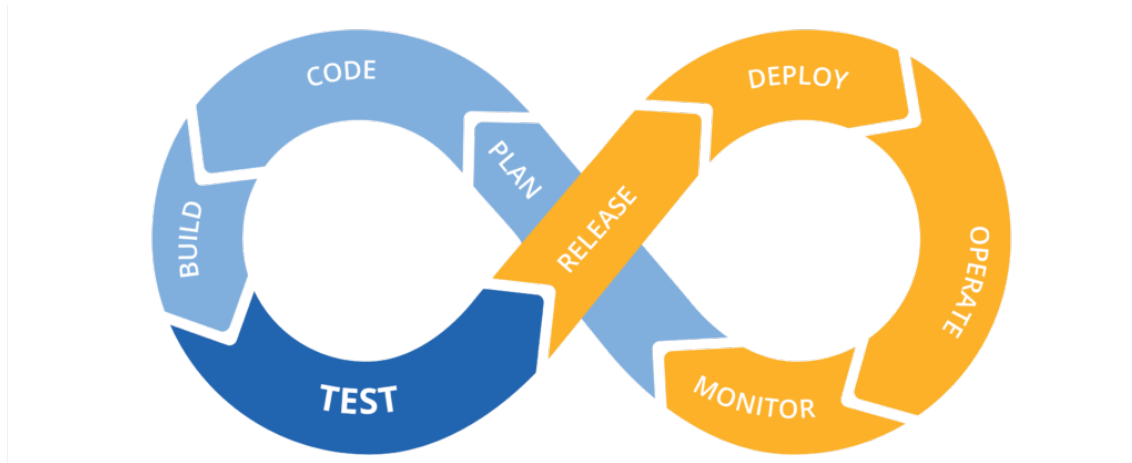 CODE
DEPLOY
PLAN
BUILD
RELEASE
OPERATE
TEST
MONITOR